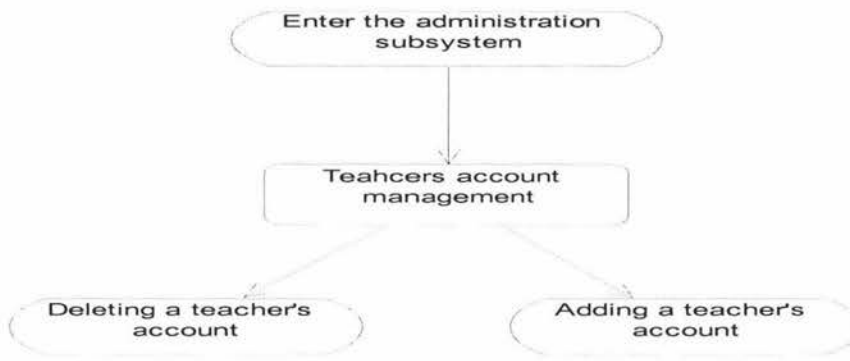 Enter the administration
subsystem
Teahcers account
management
Deleting a teacher's
account
Adding a teacher's
account